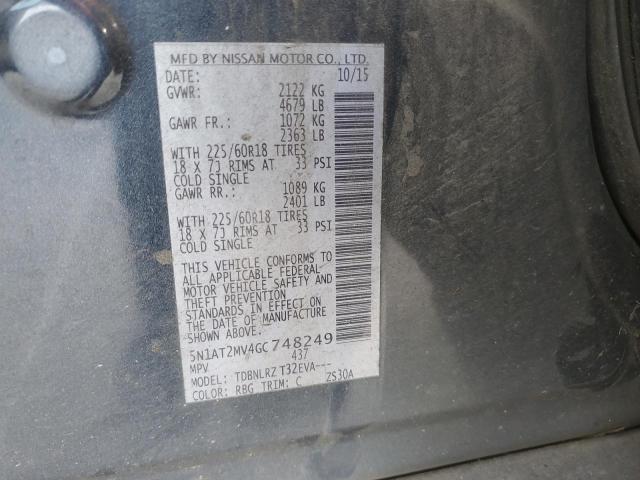 MFD BY NISSAN MOTOR CO., LTD.
DATE: 10/15
GVWR: 2122 KG
4679 LB
GAWR FR.: 1072 KG
2363 LB
WITH 225/60R18 TIRES
18 X 7J RIMS AT 33 PSI
COLD SINGLE
GAWR RR.: 1089 KG
2401 LB
WITH 225/60R18 TIRES
18 X 7J RIMS AT 33 PSI
COLD SINGLE
THIS VEHICLE CONFORMS TO
ALL APPLICABLE FEDERAL
MOTOR VEHICLE SAFETY AND
THEFT PREVENTION
STANDARDS IN EFFECT ON
THE DATE OF MANUFACTURE
SHOWN ABOVE.
5N1AT2MV4GC748249
MPV 437
MODEL: TDBNLRZ T32EVA---
COLOR: RBG TRIM: C ZS30A